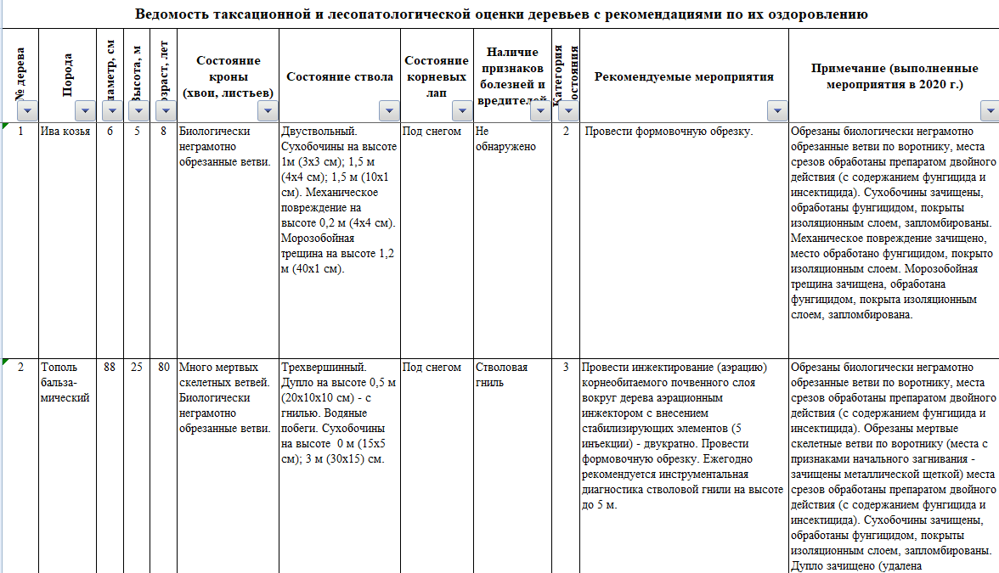 Ведомость таксационной и лесопатологической оценки деревьев с рекомендациями по их оздоровлению
№ дерева
Порода
иаметр, см
Высота, м
озраст, лет
Состояние
кроны
(хвои, листьев)
Состояние ствола
Состояние
корневых
лап
Наличие
признаков
болезней и
вредителей
Категория
состояния
Рекомендуемые мероприятия
Примечание (выполненные
мероприятия в 2020 г.)
1
Ива козья
6
5
8
Биологически
неграмотно
обрезанные ветви.
Двуствольный.
Сухобочины на высоте
1м (3х3 см); 1,5 м
(4х4 см); 1,5 м (10х1
см). Механическое
повреждение на
высоте 0,2 м (4х4 см).
Морозобойная
трещина на высоте 1,2
м (40х1 см).
Под снегом
Не
обнаружено
2
Провести формовочную обрезку.
Обрезаны биологически неграмотно
обрезанные ветви по воротнику, места
срезов обработаны препаратом двойного
действия (с содержанием фунгицида и
инсектицида). Сухобочины зачищены,
обработаны фунгицидом, покрыты
изоляционным слоем, запломбированы.
Механическое повреждение зачищено,
место обработано фунгицидом, покрыто
изоляционным слоем. Морозобойная
трещина зачищена, обработана
фунгицидом, покрыта изоляционным
слоем, запломбирована.
2
Тополь
бальза-
мический
88
25
80
Много мертвых
скелетных ветвей.
Биологически
неграмотно
обрезанные ветви.
Трехвершинный.
Дупло на высоте 0,5 м
(20х10х10 см) - с
гнилью. Водяные
побеги. Сухобочины
на высоте 0 м (15х5
см); 3 м (30х15) см.
Под снегом
Стволовая
гниль
3
Провести инжектирование (аэрацию)
корнеобитаемого почвенного слоя
вокруг дерева аэрационным
инжектором с внесением
стабилизирующих элементов (5
инъекции) - двукратно. Провести
формовочную обрезку. Ежегодно
рекомендуется инструментальная
диагностика стволовой гнили на высоте
до 5 м.
Обрезаны биологически неграмотно
обрезанные ветви по воротнику, места
срезов обработаны препаратом двойного
действия (с содержанием фунгицида и
инсектицида). Обрезаны мертвые
скелетные ветви по воротнику (места с
признаками начального загнивания -
зачищены металлической щеткой) места
срезов обработаны препаратом двойного
действия (с содержанием фунгицида и
инсектицида). Сухобочины зачищены,
обработаны фунгицидом, покрыты
изоляционным слоем, запломбированы.
Дупло зачищено (удалена